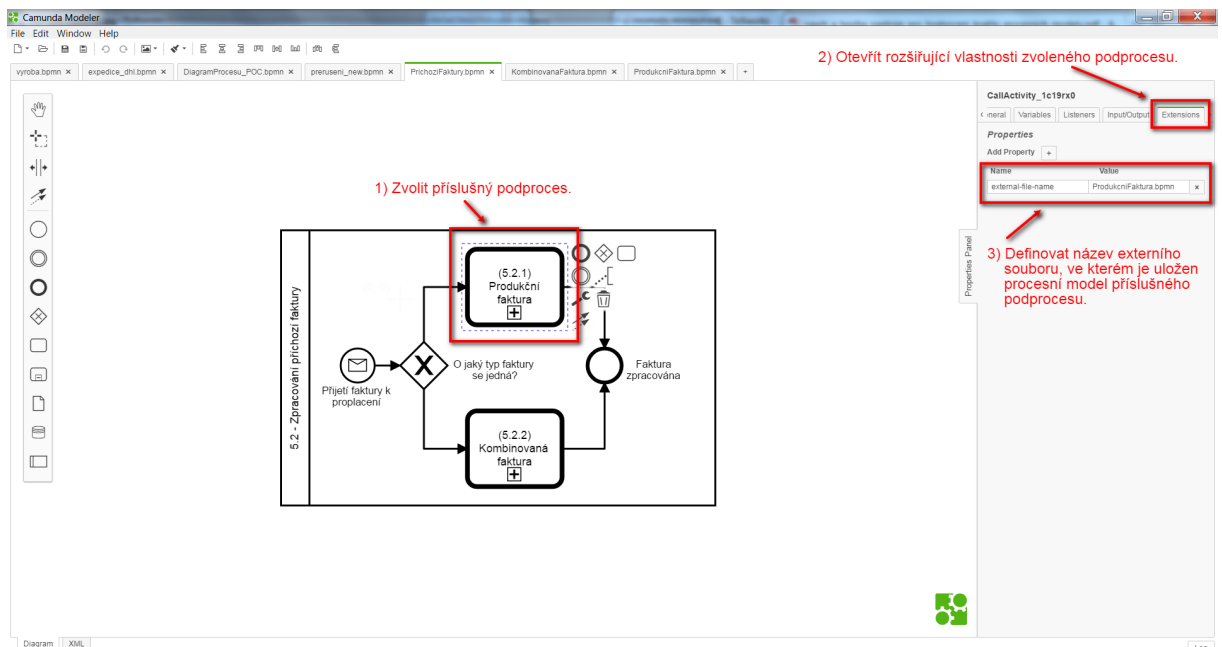 Camunda Modeler
File Edit Window Help
2) Otevřít rozšiřující vlastnosti zvoleného podprocesu.
vyroba.bpmn × expedice_dhl.bpmn × DiagramProcesu_POC.bpmn × preruseni_new.bpmn × PrichoziFaktury.bpmn × KombinovanaFaktura.bpmn × ProdukcniFaktura.bpmn × +
CallActivity_1c19rx0
neral Variables Listeners Input/Output Extensions
Properties
Add Property +
Name Value
external-file-name ProdukcniFaktura.bpmn x
1) Zvolit příslušný podproces.
Properties Panel
3) Definovat název externího
souboru, ve kterém je uložen
procesní model příslušného
podprocesu.
5.2 - Zpracování příchozí faktury
(5.2.1)
Produkční
faktura
O jaký typ faktury
se jedná?
Faktura
zpracována
Přijetí faktury k
proplacení
(5.2.2)
Kombinovaná
faktura
Diagram XML